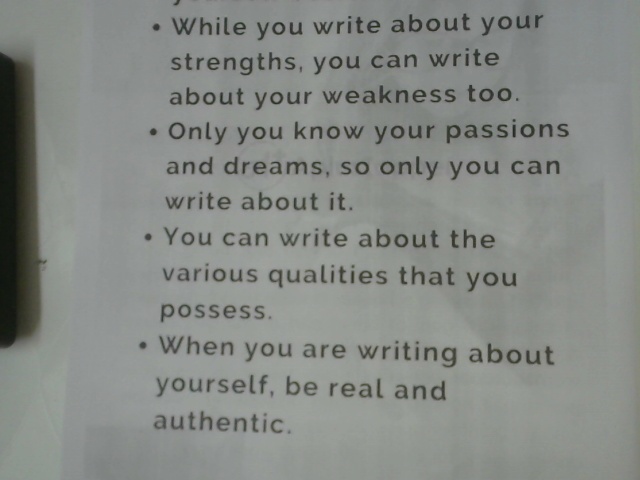 • While you write about your
strengths, you can write
about your weakness too.
• Only you know your passions
and dreams, so only you can
write about it.
• You can write about the
various qualities that you
possess.
• When you are writing about
yourself, be real and
authentic.